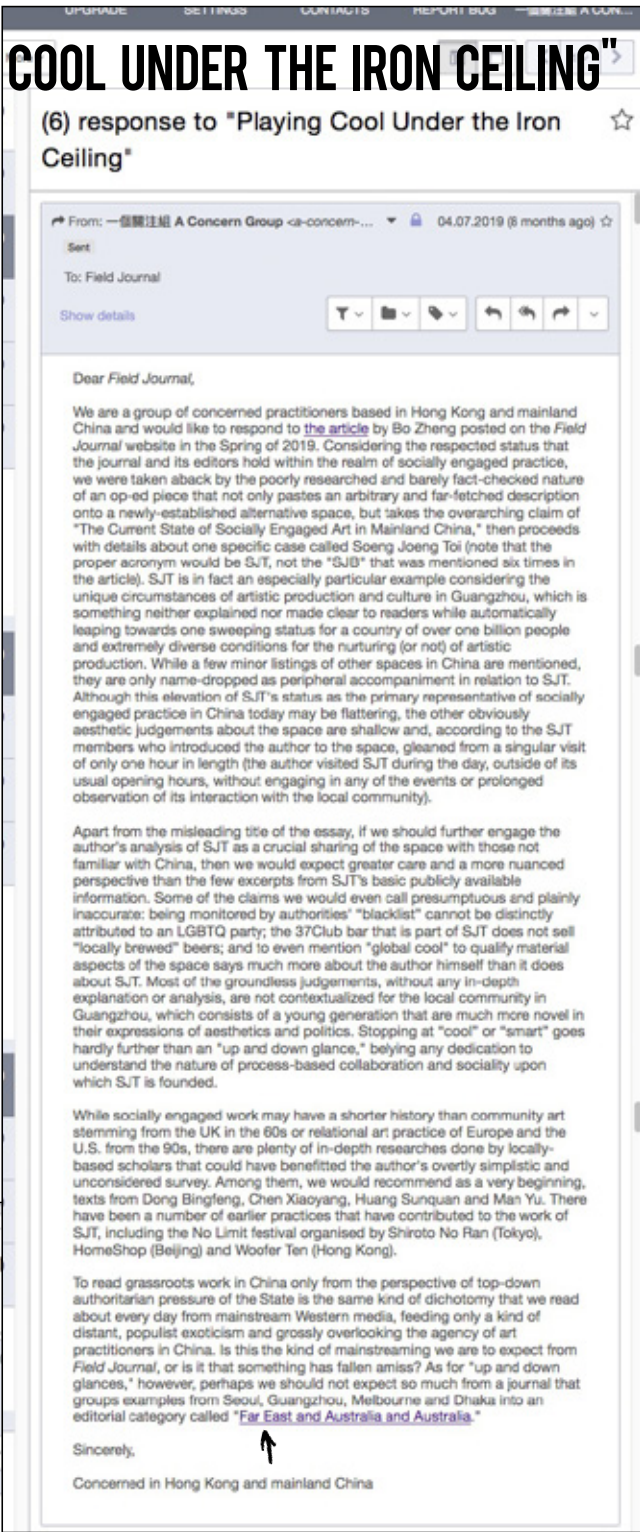 UPGRADE SETTINGS CONTACTS REPORT BUG 一個關注組 A CON...
COOL UNDER THE IRON CEILING"
(6) response to "Playing Cool Under the Iron
Ceiling"
From: 一個關注組 A Concern Group <a-concern-... 04.07.2019 (8 months ago)
Sent
To: Field Journal
Show details
Dear Field Journal,
We are a group of concerned practitioners based in Hong Kong and mainland
China and would like to respond to the article by Bo Zheng posted on the Field
Journal website in the Spring of 2019. Considering the respected status that
the journal and its editors hold within the realm of socially engaged practice,
we were taken aback by the poorly researched and barely fact-checked nature
of an op-ed piece that not only pastes an arbitrary and far-fetched description
onto a newly-established alternative space, but takes the overarching claim of
"The Current State of Socially Engaged Art in Mainland China," then proceeds
with details about one specific case called Soeng Joeng Toi (note that the
proper acronym would be SJT, not the "SJB" that was mentioned six times in
the article). SJT is in fact an especially particular example considering the
unique circumstances of artistic production and culture in Guangzhou, which is
something neither explained nor made clear to readers while automatically
leaping towards one sweeping status for a country of over one billion people
and extremely diverse conditions for the nurturing (or not) of artistic
production. While a few minor listings of other spaces in China are mentioned,
they are only name-dropped as peripheral accompaniment in relation to SJT.
Although this elevation of SJT's status as the primary representative of socially
engaged practice in China today may be flattering, the other obviously
aesthetic judgements about the space are shallow and, according to the SJT
members who introduced the author to the space, gleaned from a singular visit
of only one hour in length (the author visited SJT during the day, outside of its
usual opening hours, without engaging in any of the events or prolonged
observation of its interaction with the local community).
Apart from the misleading title of the essay, if we should further engage the
author's analysis of SJT as a crucial sharing of the space with those not
familiar with China, then we would expect greater care and a more nuanced
perspective than the few excerpts from SJT's basic publicly available
information. Some of the claims we would even call presumptuous and plainly
inaccurate: being monitored by authorities' "blacklist" cannot be distinctly
attributed to an LGBTQ party; the 37Club bar that is part of SJT does not sell
"locally brewed" beers; and to even mention "global cool" to qualify material
aspects of the space says much more about the author himself than it does
about SJT. Most of the groundless judgements, without any in-depth
explanation or analysis, are not contextualized for the local community in
Guangzhou, which consists of a young generation that are much more novel in
their expressions of aesthetics and politics. Stopping at "cool" or "smart" goes
hardly further than an "up and down glance," belying any dedication to
understand the nature of process-based collaboration and sociality upon
which SJT is founded.
While socially engaged work may have a shorter history than community art
stemming from the UK in the 60s or relational art practice of Europe and the
U.S. from the 90s, there are plenty of in-depth researches done by locally-
based scholars that could have benefitted the author's overtly simplistic and
unconsidered survey. Among them, we would recommend as a very beginning,
texts from Dong Bingfeng, Chen Xiaoyang, Huang Sunquan and Man Yu. There
have been a number of earlier practices that have contributed to the work of
SJT, including the No Limit festival organised by Shiroto No Ran (Tokyo),
HomeShop (Beijing) and Woofer Ten (Hong Kong).
To read grassroots work in China only from the perspective of top-down
authoritarian pressure of the State is the same kind of dichotomy that we read
about every day from mainstream Western media, feeding only a kind of
distant, populist exoticism and grossly overlooking the agency of art
practitioners in China. Is this the kind of mainstreaming we are to expect from
Field Journal, or is it that something has fallen amiss? As for "up and down
glances," however, perhaps we should not expect so much from a journal that
groups examples from Seoul, Guangzhou, Melbourne and Dhaka into an
editorial category called "Far East and Australia and Australia."
Sincerely,
Concerned in Hong Kong and mainland China